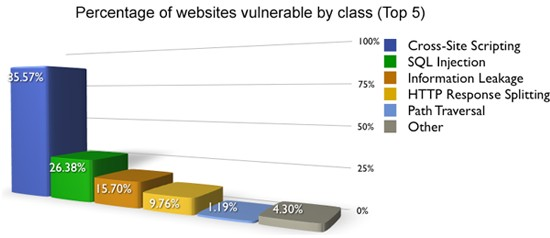 Percentage of websites vulnerable by class (Top 5)
100%
75%
50%
25%
0%
85.57%
26.38%
15.70%
9.76%
1.19%
4.30%
Cross-Site Scripting
SQL Injection
Information Leakage
HTTP Response Splitting
Path Traversal
Other